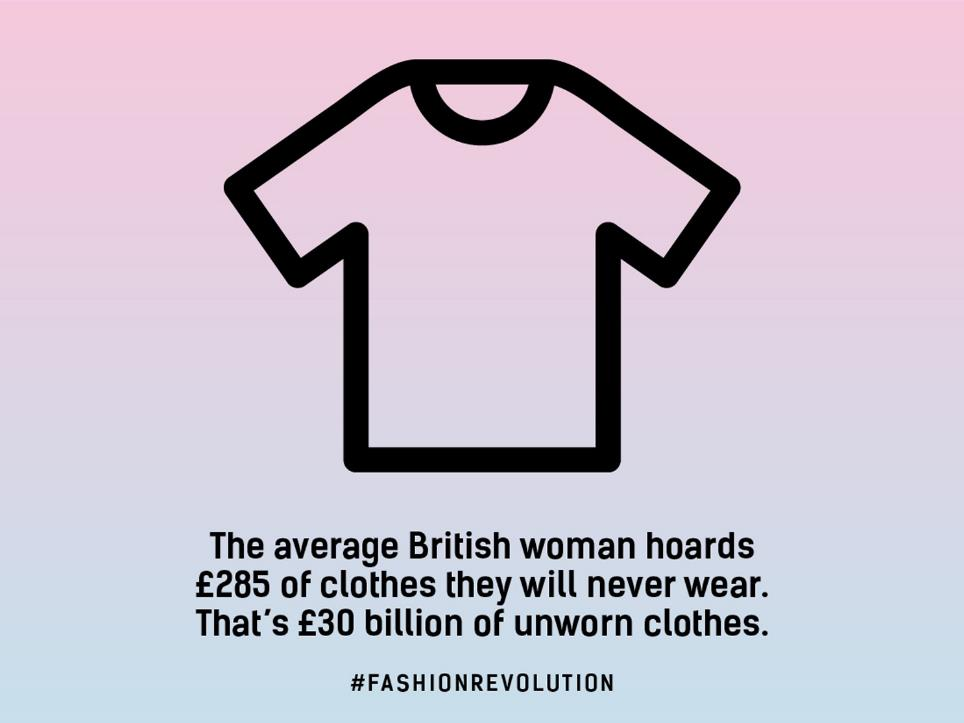 The average British woman hoards
£285 of clothes they will never wear.
That’s £30 billion of unworn clothes.
#FASHIONREVOLUTION